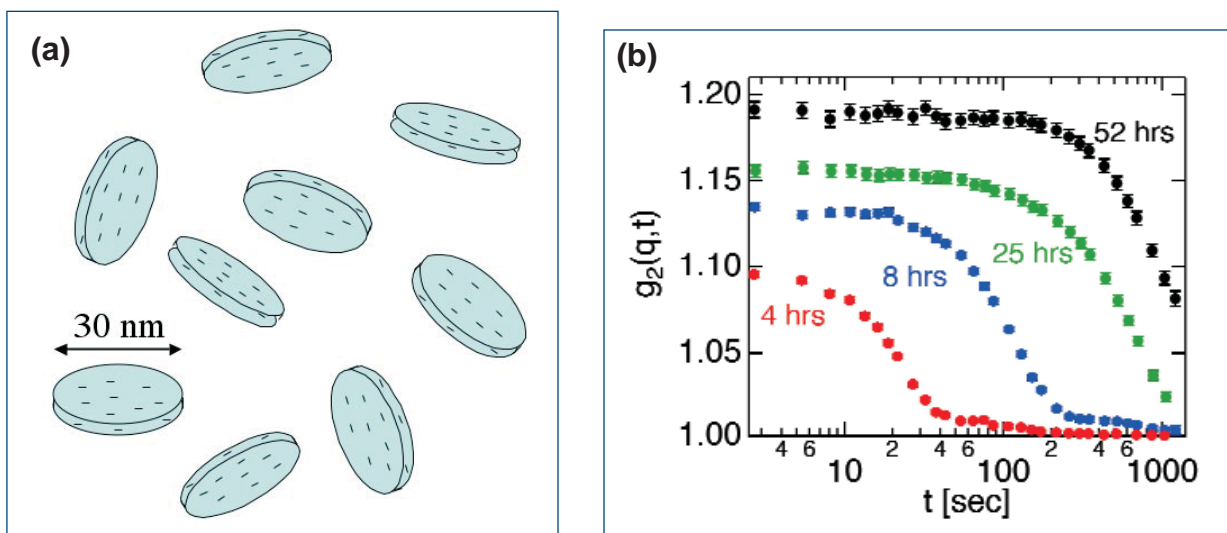 (a)
30 nm
(b)
g2(q,t)
1.20
1.15
1.10
1.05
1.00
52 hrs
25 hrs
8 hrs
4 hrs
4 6 10 2 4 6 100 2 4 6 1000
t [sec]